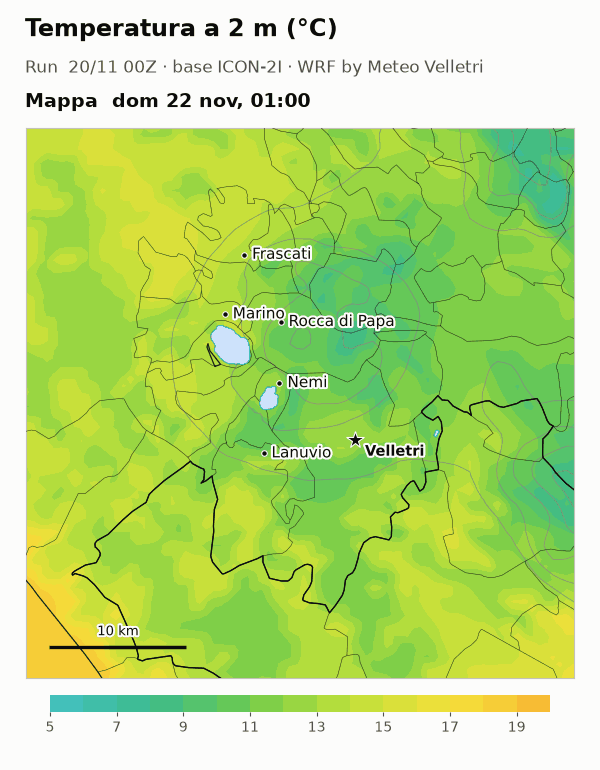 Temperatura a 2 m (°C)
Run  20/11 00Z · base ICON-2I · WRF by Meteo Velletri
Mappa  dom 22 nov, 01:00
Frascati
Marino
Rocca di Papa
Nemi
Velletri
Lanuvio
10 km
5 7 9 11 13 15 17 19